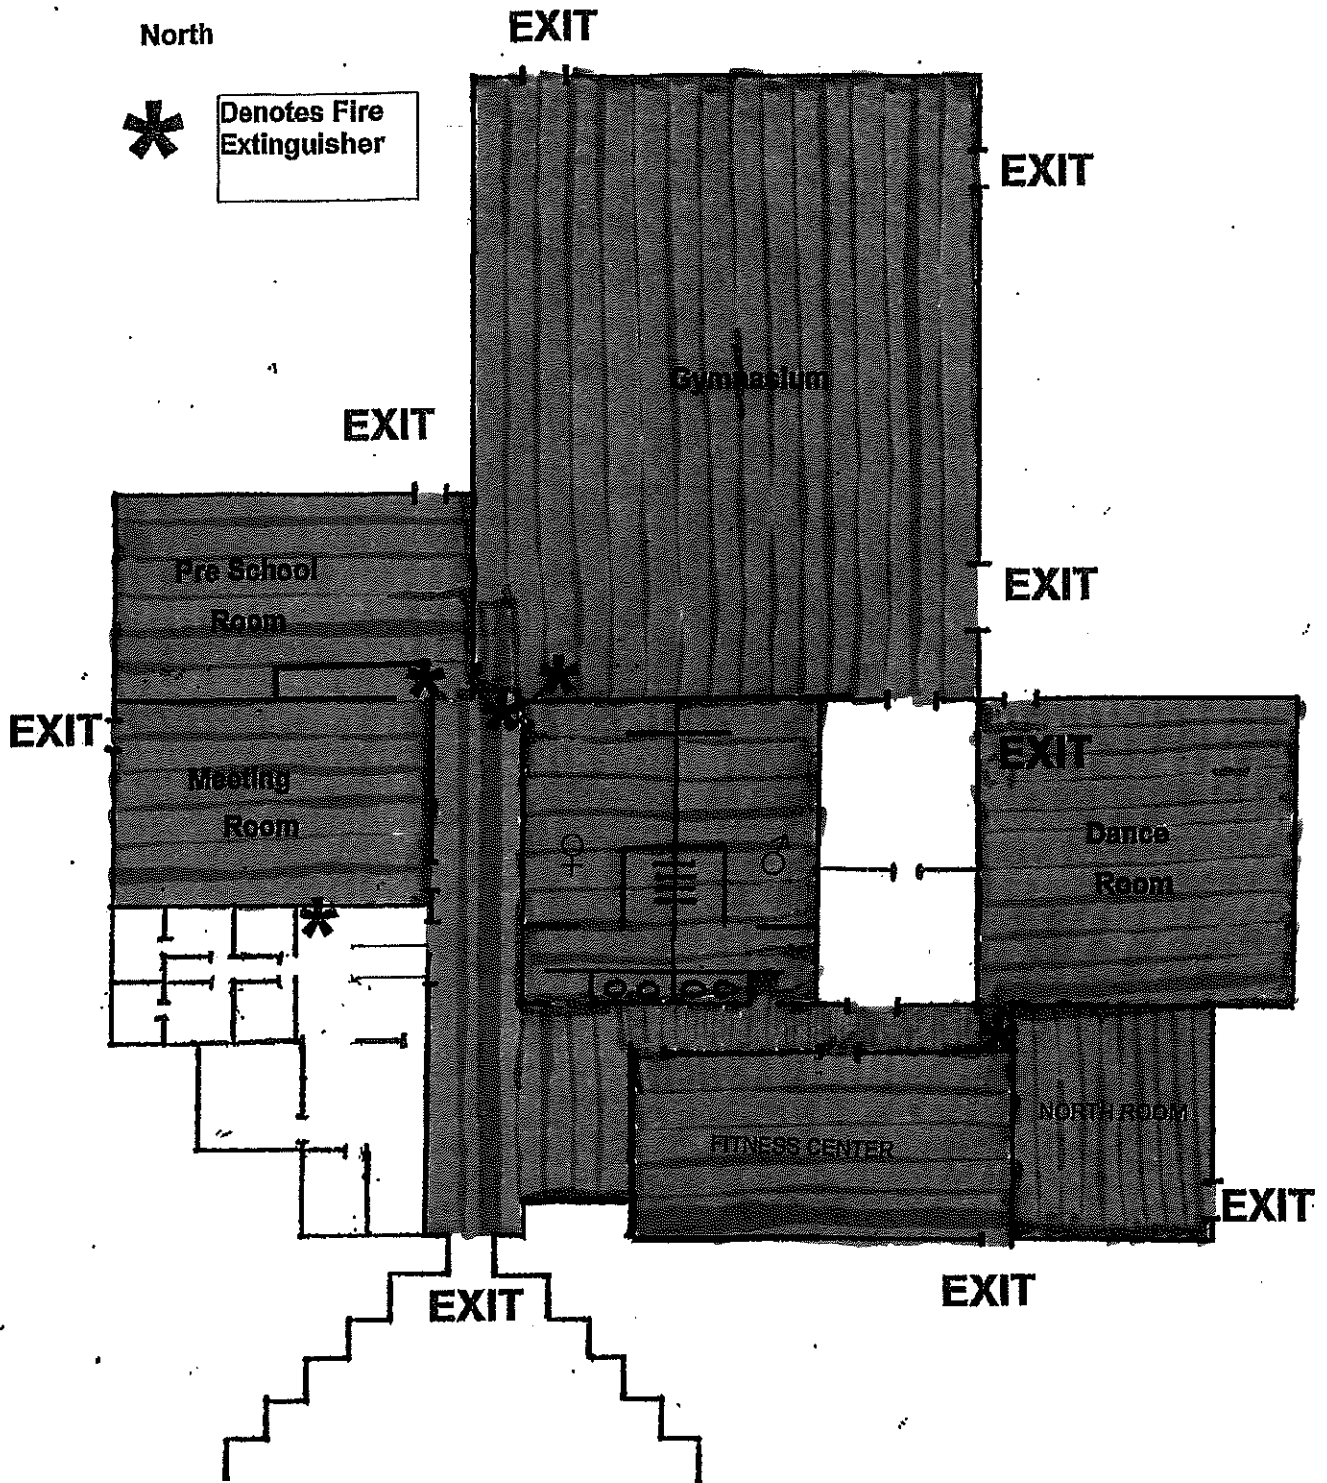 North
EXIT
Denotes Fire
Extinguisher
EXIT
Gymnasium
EXIT
Pre School
Room
EXIT
EXIT
Meeting
Room
EXIT
Dance
Room
NORTH ROOM
FITNESS CENTER
EXIT
EXIT
EXIT